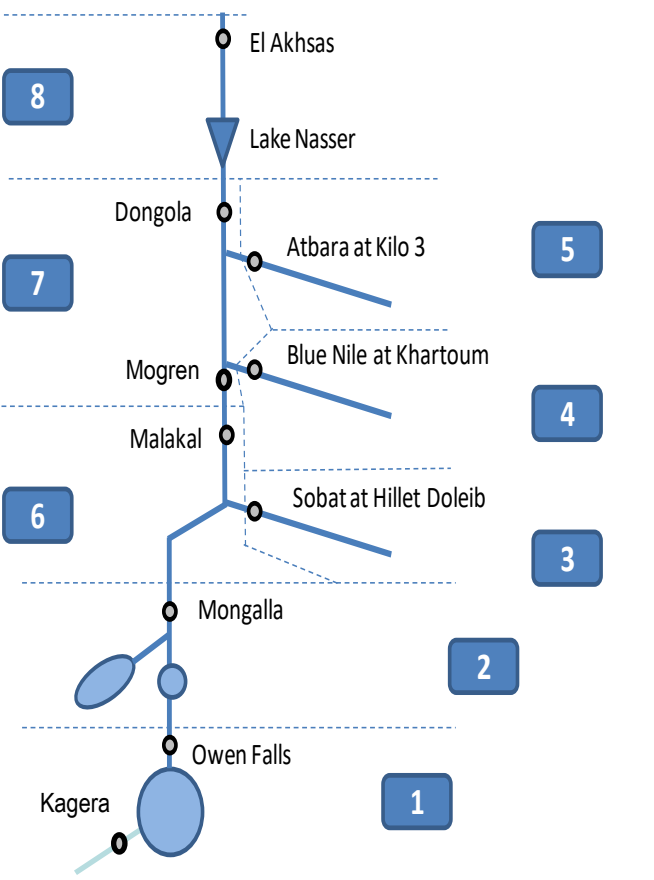 El Akhsas
8
Lake Nasser
Dongola
Atbara at Kilo 3
5
7
Blue Nile at Khartoum
Mogren
4
Malakal
Sobat at Hillet Doleib
6
3
Mongalla
2
Owen Falls
1
Kagera